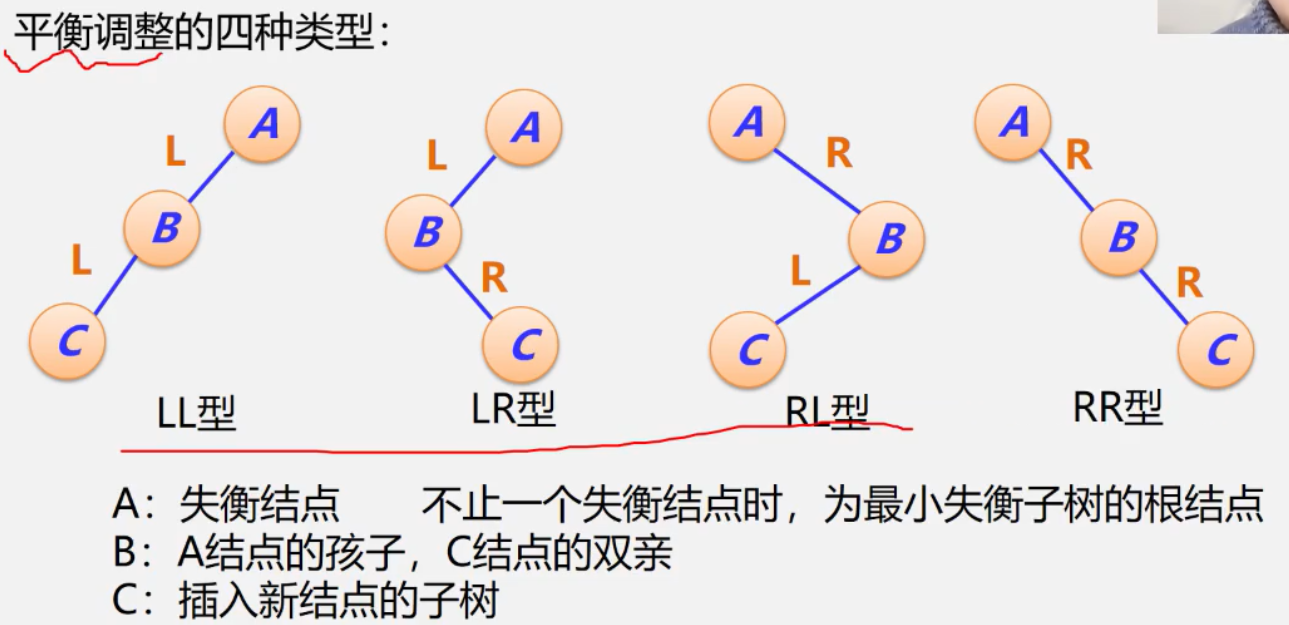 平衡调整的四种类型：
A A A A
L L R R
B B B B
L R L R
C C C C
LL型 LR型 RL型 RR型
A：失衡结点 不止一个失衡结点时，为最小失衡子树的根结点
B：A结点的孩子，C结点的双亲
C：插入新结点的子树